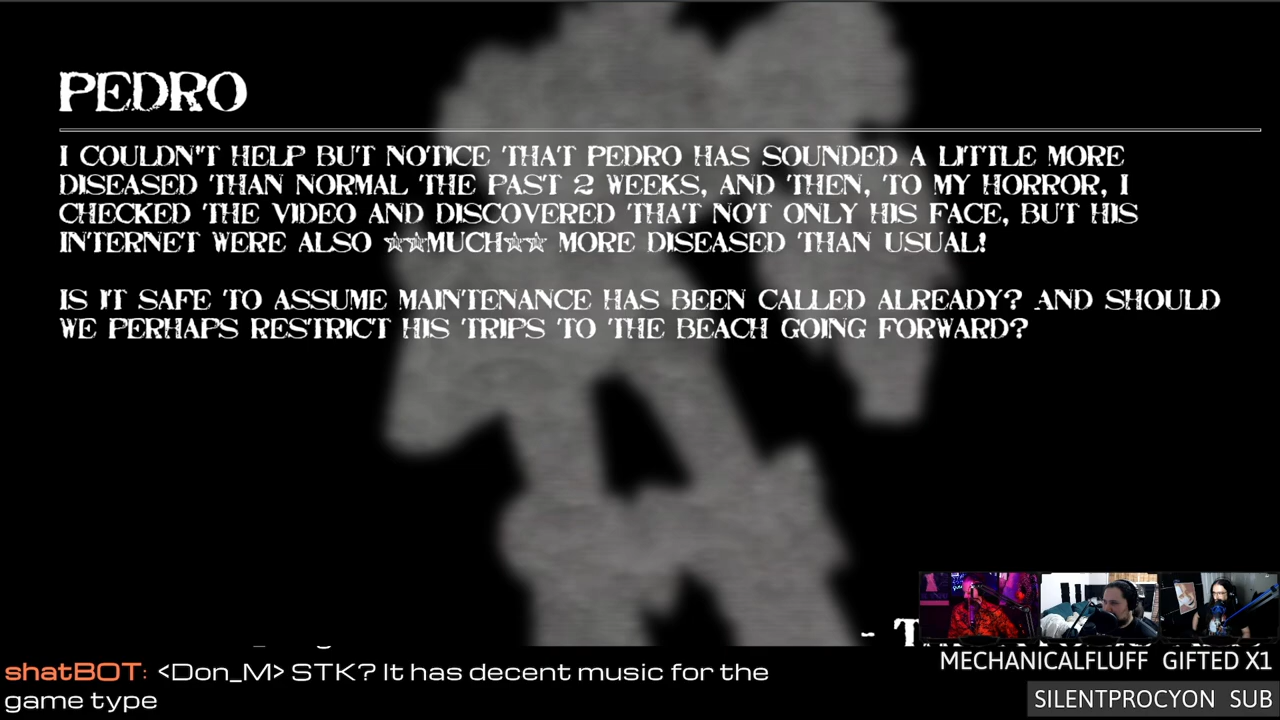 PEDRO
I COULDN'T HELP BUT NOTICE THAT PEDRO HAS SOUNDED A LITTLE MORE
DISEASED THAN NORMAL THE PAST 2 WEEKS, AND THEN, TO MY HORROR, I
CHECKED THE VIDEO AND DISCOVERED THAT NOT ONLY HIS FACE, BUT HIS
INTERNET WERE ALSO ☆☆MUCH☆☆ MORE DISEASED THAN USUAL!
IS IT SAFE TO ASSUME MAINTENANCE HAS BEEN CALLED ALREADY? AND SHOULD
WE PERHAPS RESTRICT HIS TRIPS TO THE BEACH GOING FORWARD?
shatBOT: <Don_M> STK? It has decent music for the
game type
MECHANICALFLUFF GIFTED X1
SILENTPROCYON SUB